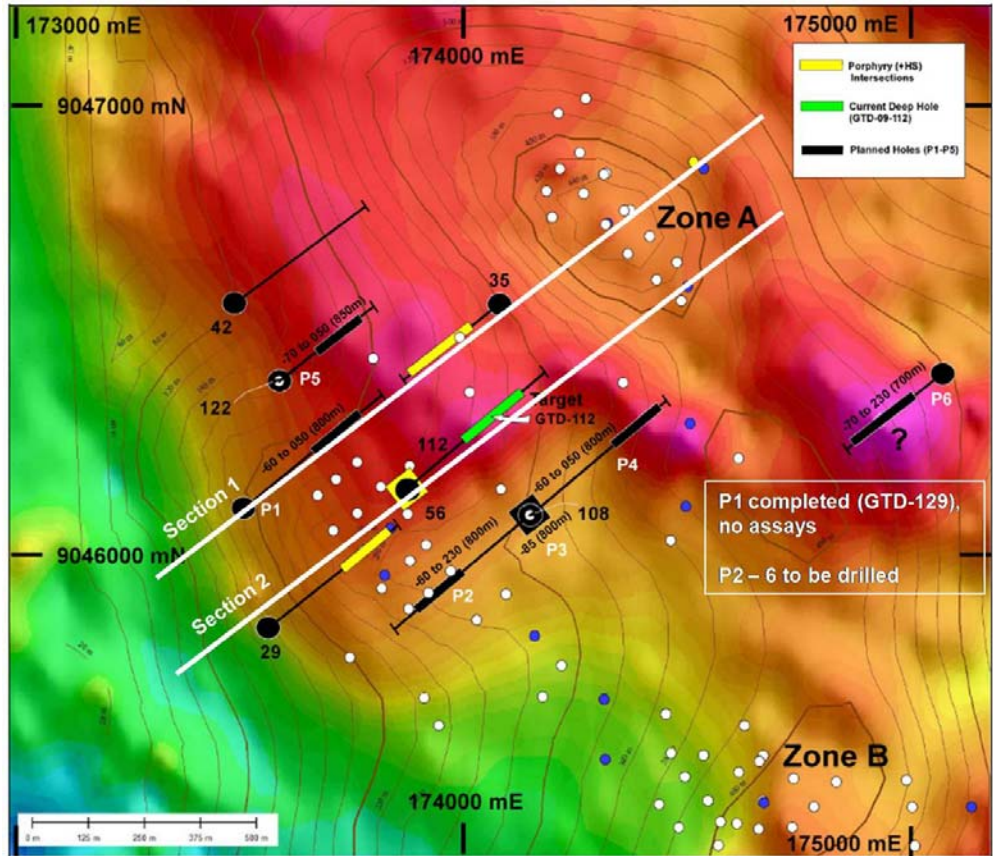 173000 mE
174000 mE
175000 mE
9047000 mN
Porphyry (+HS)
Intersections
Current Deep Hole
(GTD-09-112)
Planned Holes (P1-P5)
Zone A
35
42
-70 to 050 (850m)
P5
122
P6
-70 to 230 (700m)
?
Target
GTD-112
-60 to 050 (800m)
112
-60 to 050 (800m)
P4
Section 1
P1
56
108
P1 completed (GTD-129),
no assays
P2 – 6 to be drilled
9046000 mN
-85 (800m)
P3
-60 to 230 (800m)
P2
Section 2
29
Zone B
174000 mE
175000 mE
0 m
125 m
250 m
375 m
500 m